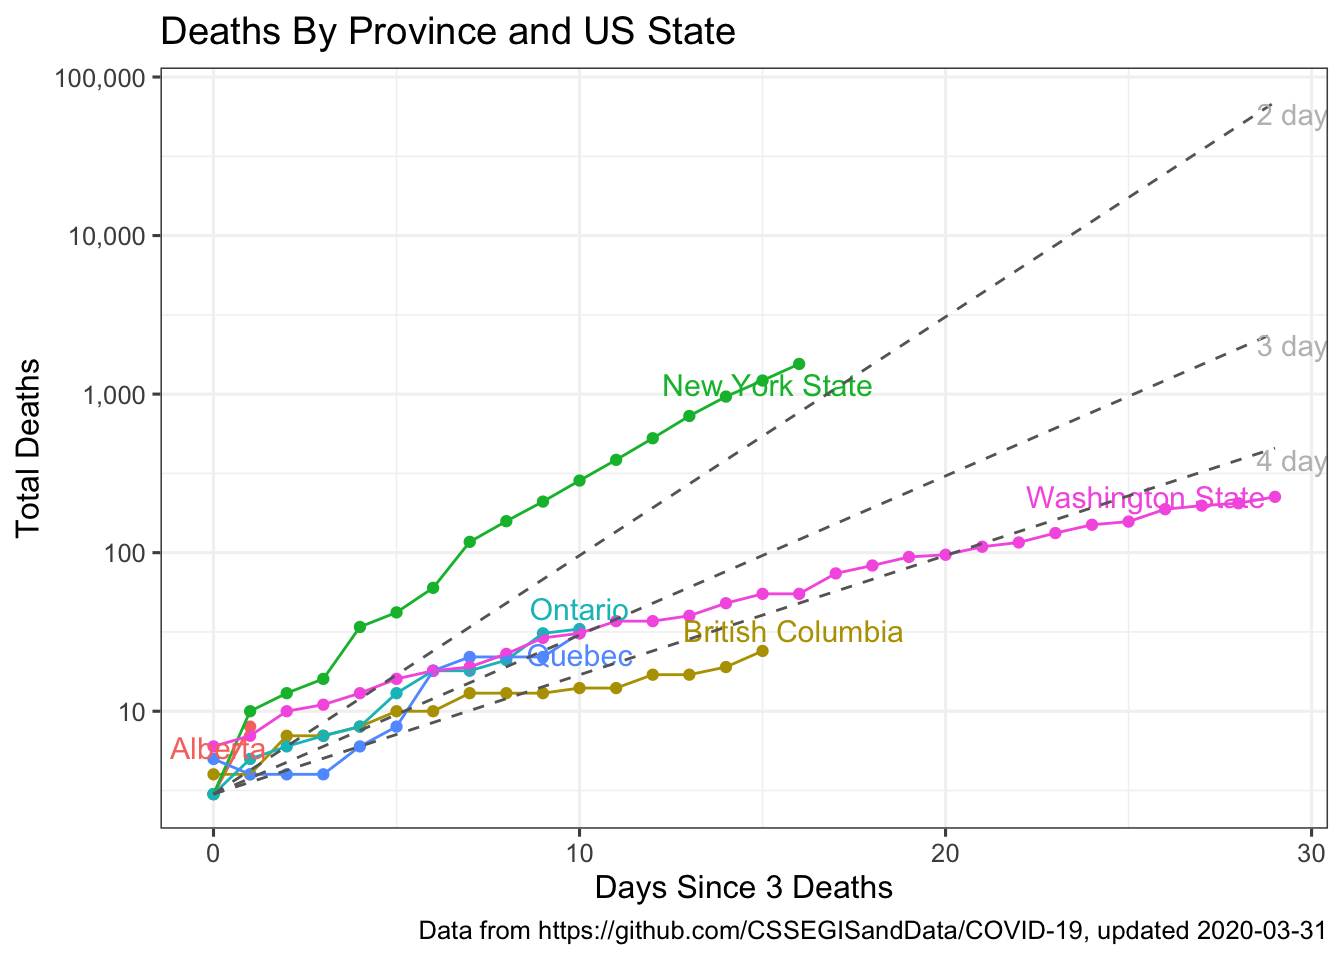 Deaths By Province and US State
Total Deaths
100,000
10,000
1,000
100
10
2 day
3 day
4 day
New York State
Washington State
Ontario
British Columbia
Quebec
Alberta
0 10 20 30
Days Since 3 Deaths
Data from https://github.com/CSSEGISandData/COVID-19, updated 2020-03-31